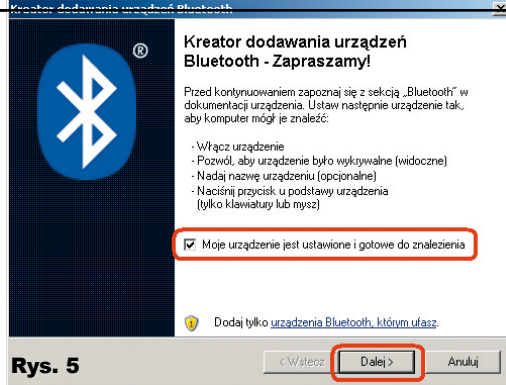 Kreator dodawania urządzeń Bluetooth
Kreator dodawania urządzeń
Bluetooth - Zapraszamy!
Przed kontynuowaniem zapoznaj się z sekcją „Bluetooth” w
dokumentacji urządzenia. Ustaw następnie urządzenie tak,
aby komputer mógł je znaleźć:
- Włącz urządzenie
- Pozwól, aby urządzenie było wykrywalne (widoczne)
- Nadaj nazwę urządzeniu (opcjonalne)
- Naciśnij przycisk u podstawy urządzenia
(tylko klawiatury lub mysz)
Moje urządzenie jest ustawione i gotowe do znalezienia
Dodaj tylko urządzenia Bluetooth, którym ufasz.
Rys. 5
< Wstecz
Dalej >
Anuluj